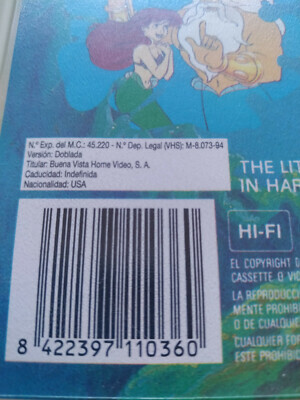 N.º Exp. del M.C.: 45.220 - N.º Dep. Legal (VHS): M-8.073-94
Versión: Doblada
Titular: Buena Vista Home Video, S. A.
Caducidad: Indefinida
Nacionalidad: USA
THE LIT
IN HAR
HI-FI
EL COPYRIGHT D
CASSETTE O VID
LA REPRODUCCI
MENTE PROHIBI
O DE CUALQUIE
CUALQUIER FOR
ESTE PROHIBID
8 422397 110360